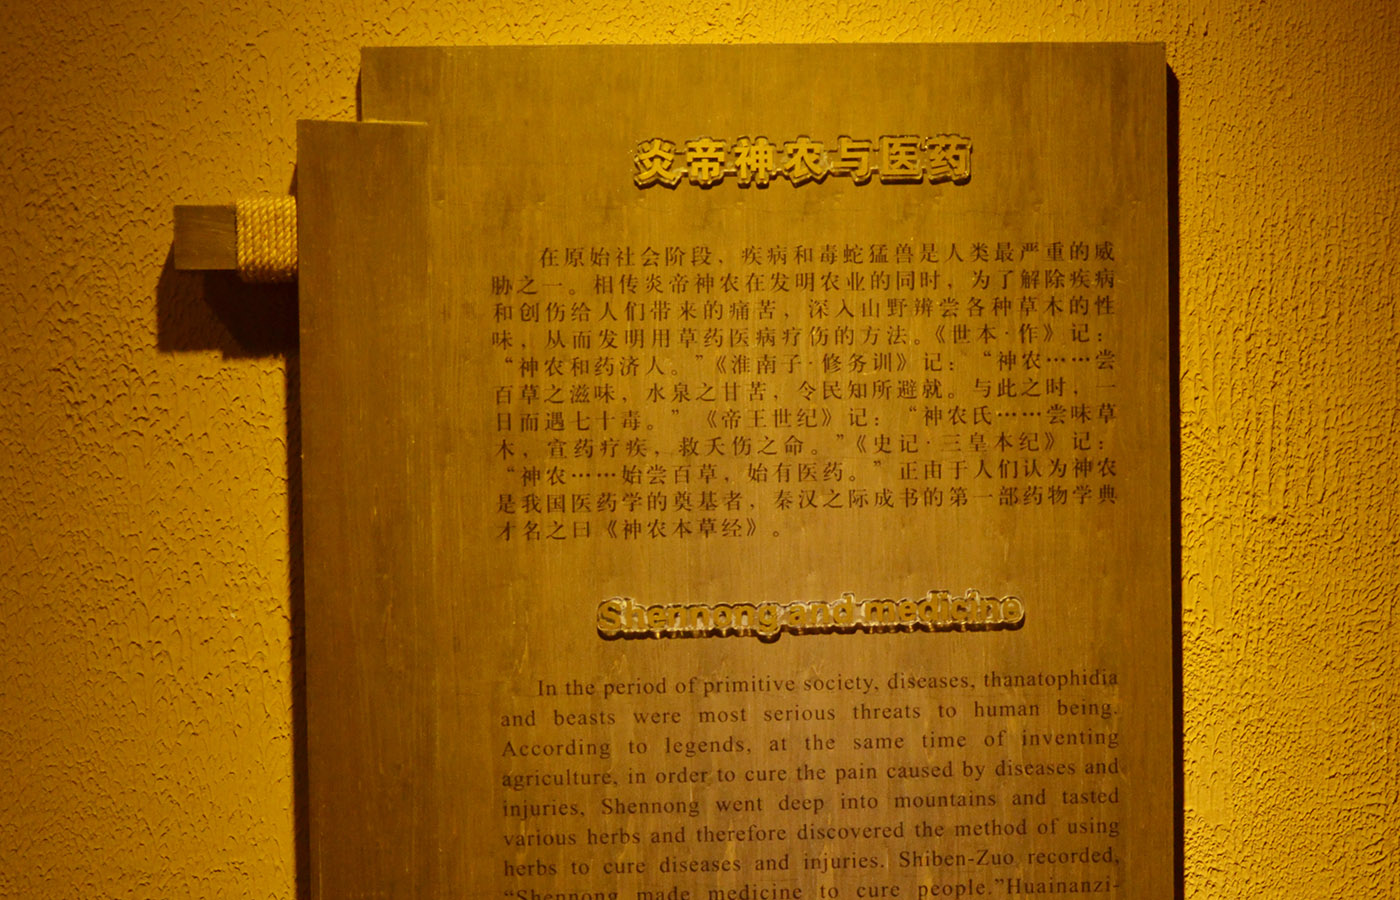 炎帝神农与医药
在原始社会阶段，疾病和毒蛇猛兽是人类最严重的威
胁之一。相传炎帝神农在发明农业的同时，为了解除疾病
和创伤给人们带来的痛苦，深入山野辨尝各种草木的性
味，从而发明用草药医病疗伤的方法。《世本·作》记：
“神农和药济人。”《淮南子·修务训》记：“神农……尝
百草之滋味，水泉之甘苦，令民知所避就。与此之时，一
日而遇七十毒。”《帝王世纪》记：“神农氏……尝味草
木，宣药疗疾，救夭伤之命。”《史记·三皇本纪》记：
“神农……始尝百草，始有医药。”正由于人们认为神农
是我国医药学的奠基者，秦汉之际成书的第一部药物学典
才名之曰《神农本草经》。
Shennong and medicine
In the period of primitive society, diseases, thanatophidia
and beasts were most serious threats to human being.
According to legends, at the same time of inventing
agriculture, in order to cure the pain caused by diseases and
injuries, Shennong went deep into mountains and tasted
various herbs and therefore discovered the method of using
herbs to cure diseases and injuries. Shiben-Zuo recorded,
“Shennong made medicine to cure people.”Huainanzi-